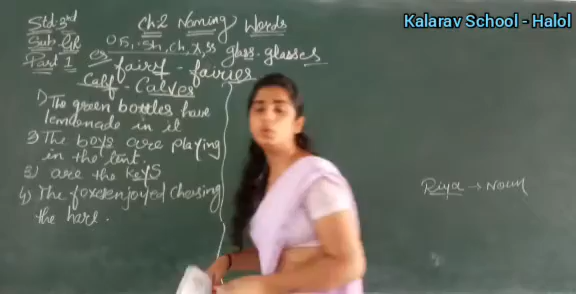 Kalarav School - Halol
Std: 3rd
Ch:2 Naming Words
Sub:
os, s, sh, ch, x, ss glass - glasses
Part 1
fairy - fairies
Calf - Calves
1) The green bottles have
lemonade in it
2) The boys are playing
in the tent.
3) are the keys
4) The fox enjoyed chasing
the hare.
Riya → Noun